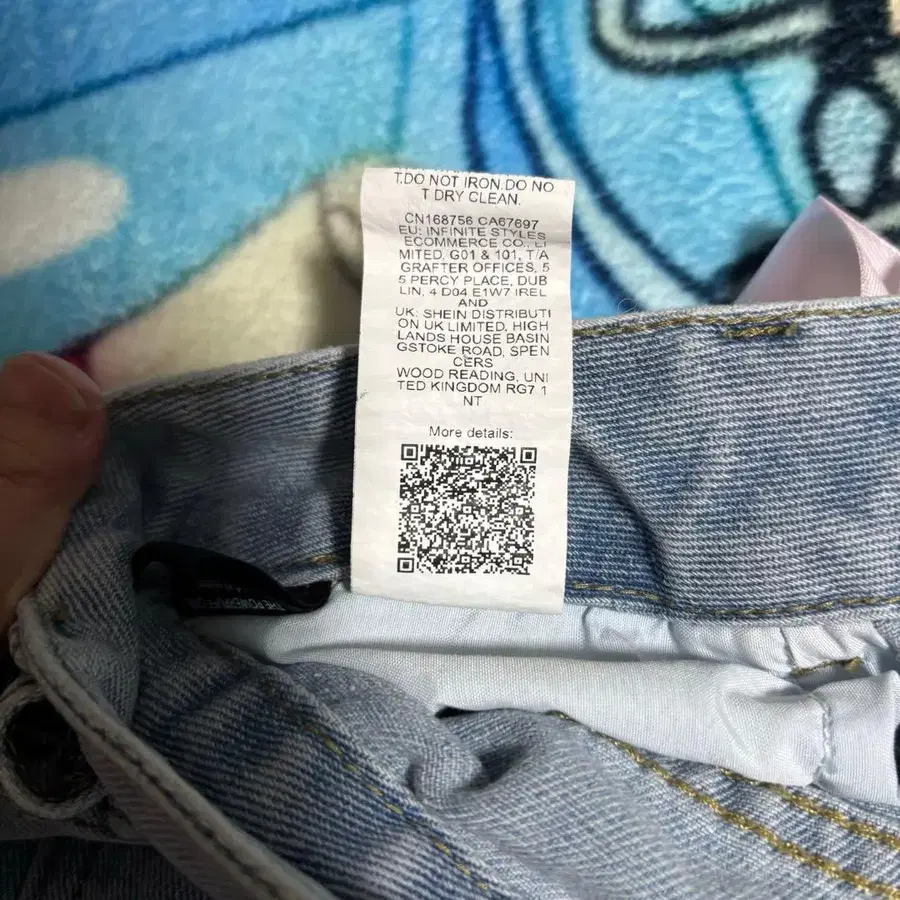 T.DO NOT IRON.DO NO
T DRY CLEAN.
CN168756 CA67697
EU: INFINITE STYLES
ECOMMERCE CO., LI
MITED, G01 & 101, T/A
GRAFTER OFFICES, 5
5 PERCY PLACE, DUB
LIN, 4 D04 E1W7 IREL
AND
UK: SHEIN DISTRIBUTI
ON UK LIMITED, HIGH
LANDS HOUSE BASIN
GSTOKE ROAD, SPEN
CERS
WOOD READING, UNI
TED KINGDOM RG7 1
NT
More details: